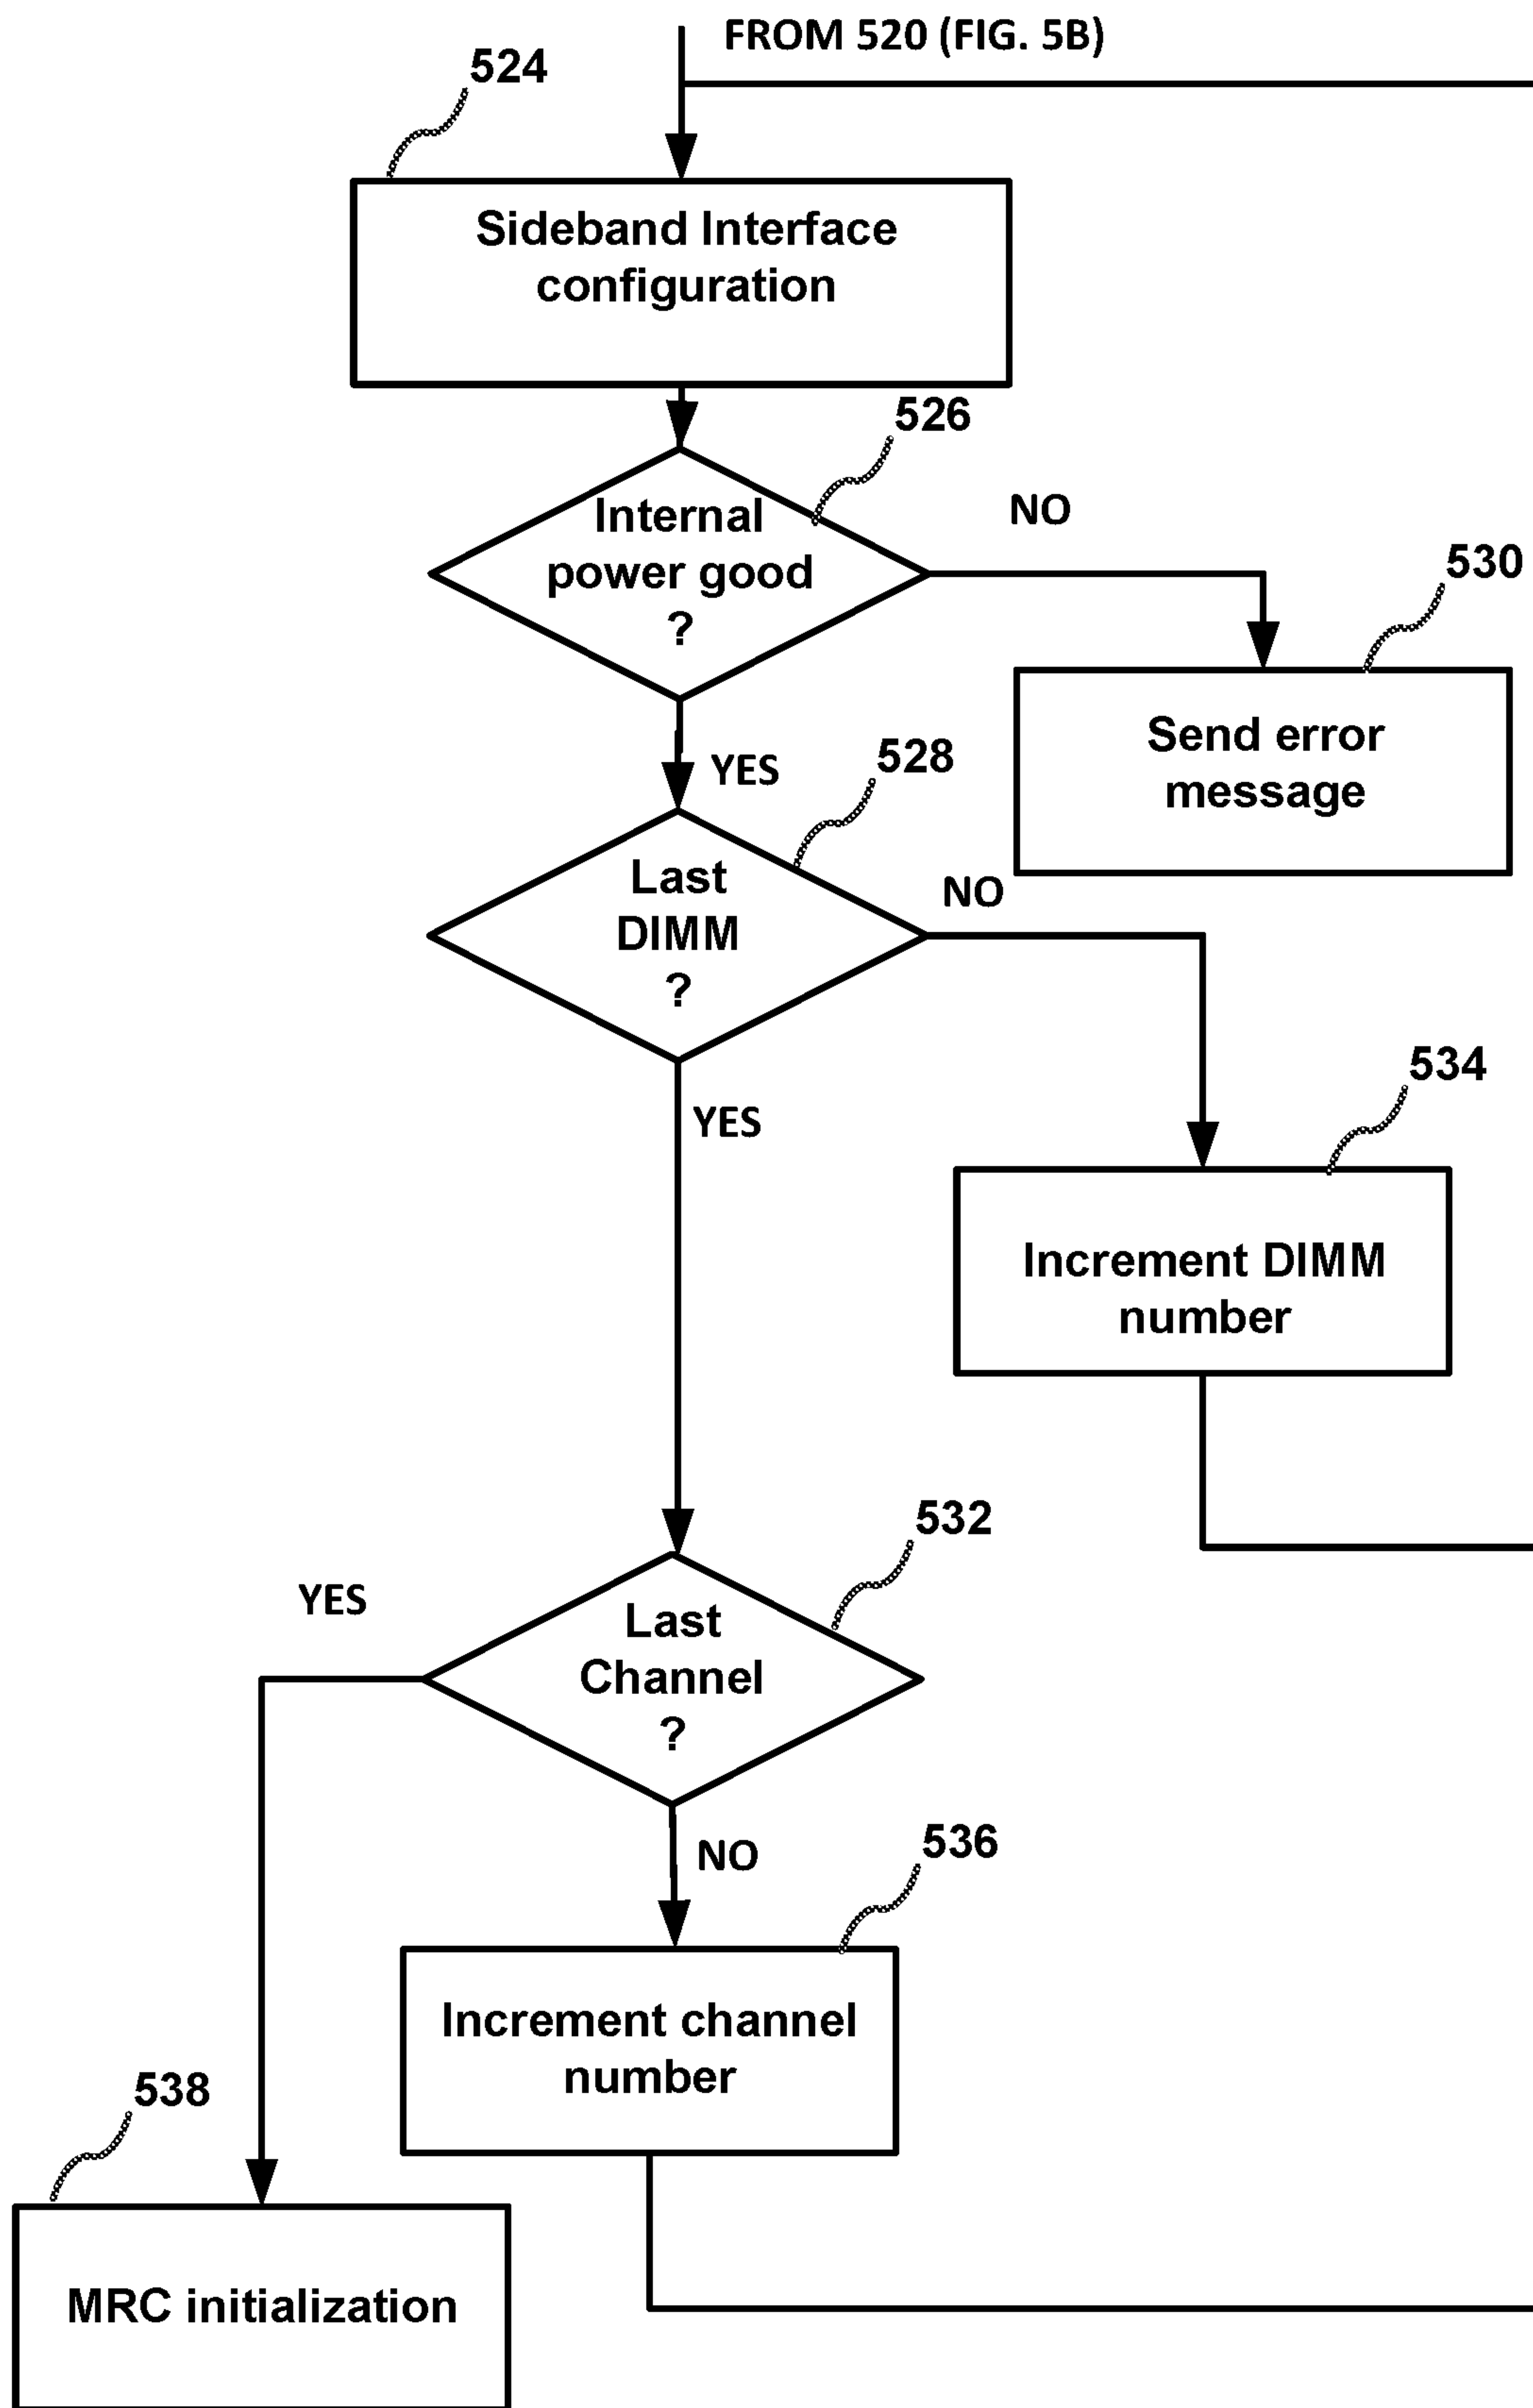 FROM 520 (FIG. 5B)
524
Sideband Interface
configuration
526
Internal
power good
?
NO
530
Send error
message
YES
528
Last
DIMM
?
NO
534
YES
Increment DIMM
number
532
YES
Last
Channel
?
NO
536
Increment channel
number
538
MRC initialization